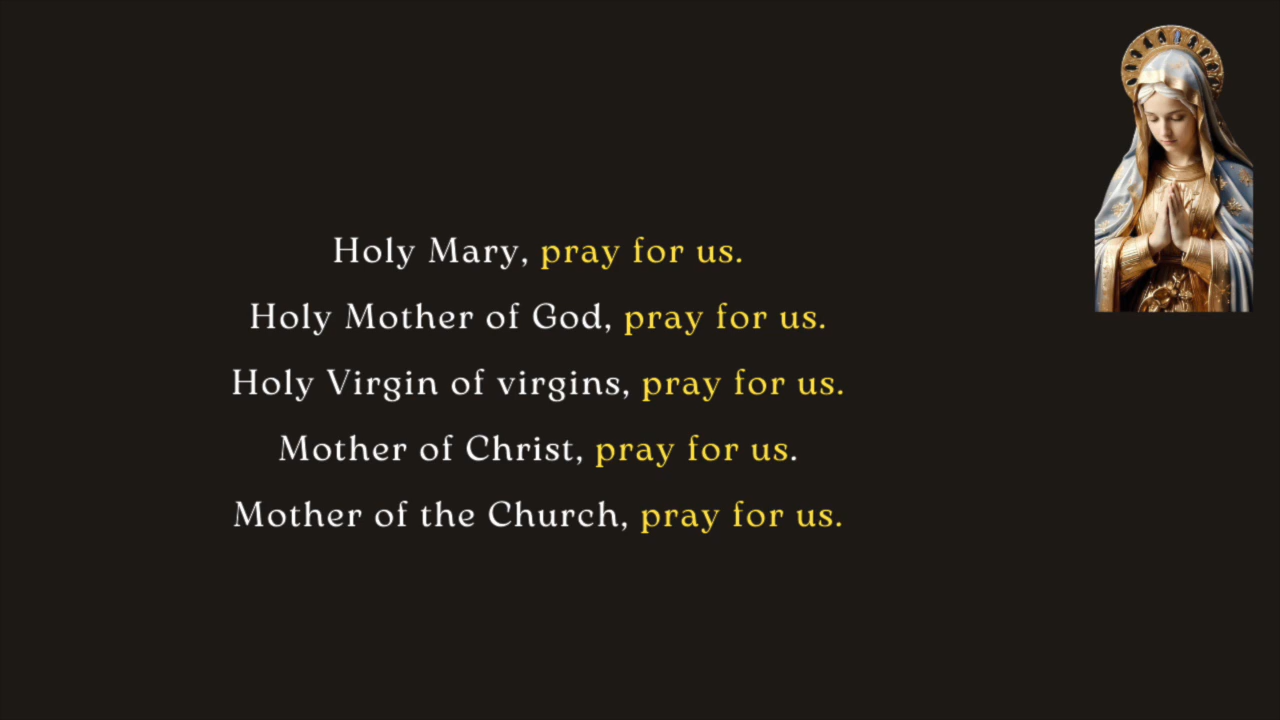 Holy Mary, pray for us.
Holy Mother of God, pray for us.
Holy Virgin of virgins, pray for us.
Mother of Christ, pray for us.
Mother of the Church, pray for us.